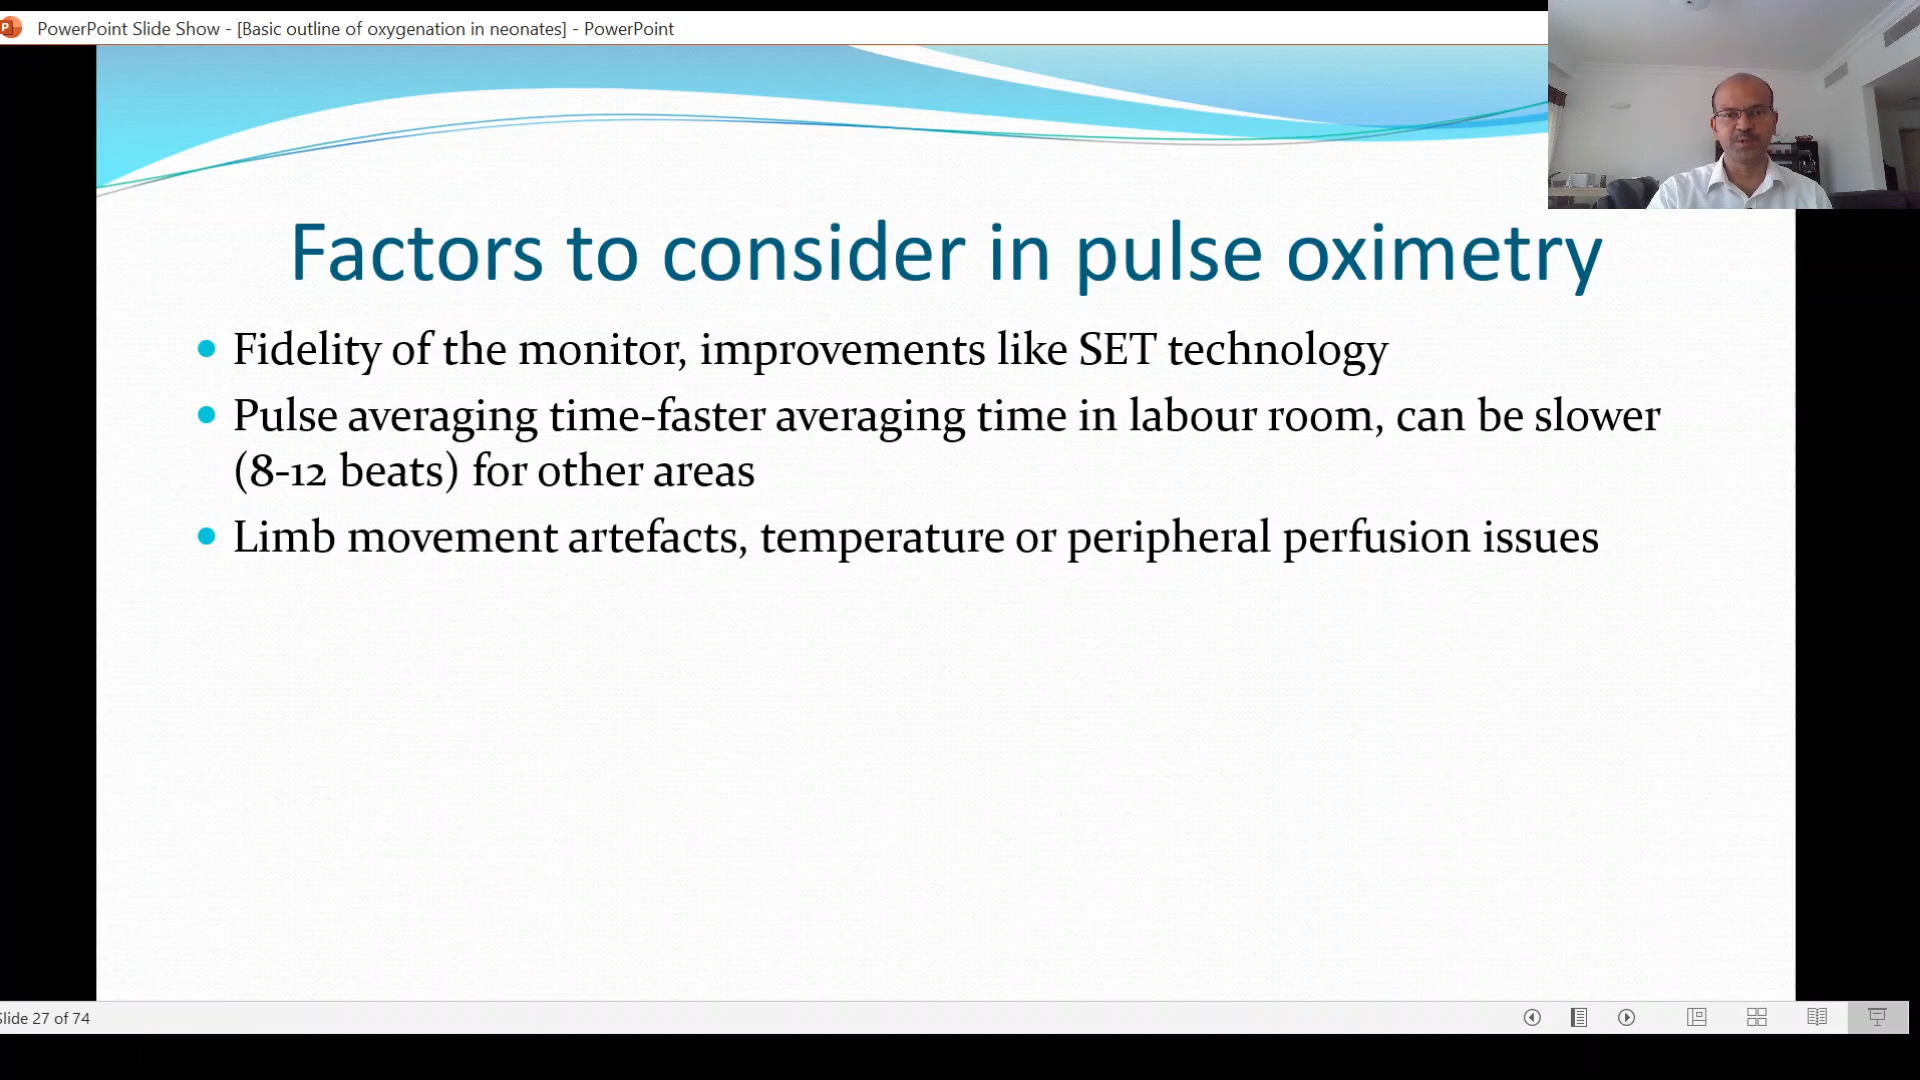 PowerPoint Slide Show - [Basic outline of oxygenation in neonates] - PowerPoint
Factors to consider in pulse oximetry
Fidelity of the monitor, improvements like SET technology
Pulse averaging time-faster averaging time in labour room, can be slower
(8-12 beats) for other areas
Limb movement artefacts, temperature or peripheral perfusion issues
Slide 27 of 74